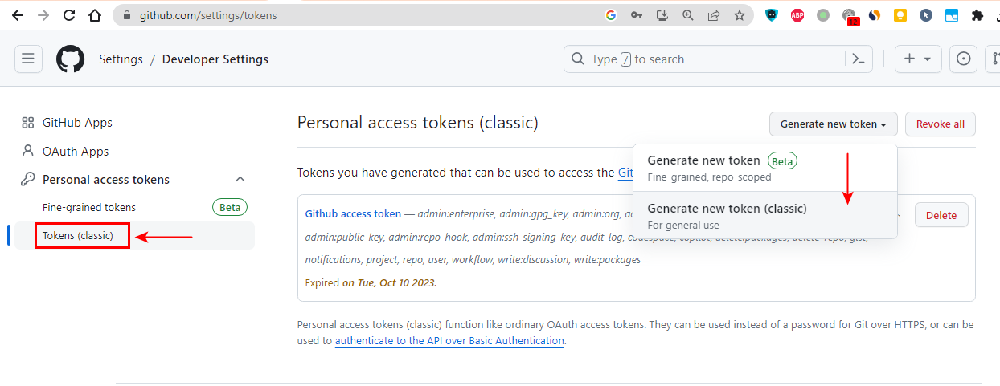 github.com/settings/tokens
ABP
12
Settings / Developer Settings
Type / to search
GitHub Apps
OAuth Apps
Personal access tokens
Fine-grained tokens Beta
Tokens (classic)
Personal access tokens (classic)
Generate new token
Revoke all
Generate new token Beta
Fine-grained, repo-scoped
Generate new token (classic)
For general use
Tokens you have generated that can be used to access the Git
Github access token — admin:enterprise, admin:gpg_key, admin:org,
Delete
admin:public_key, admin:repo_hook, admin:ssh_signing_key, audit_log, codespace, copilot, delete:packages, delete_repo, gist,
notifications, project, repo, user, workflow, write:discussion, write:packages
Expired on Tue, Oct 10 2023.
Personal access tokens (classic) function like ordinary OAuth access tokens. They can be used instead of a password for Git over HTTPS, or can be
used to authenticate to the API over Basic Authentication.